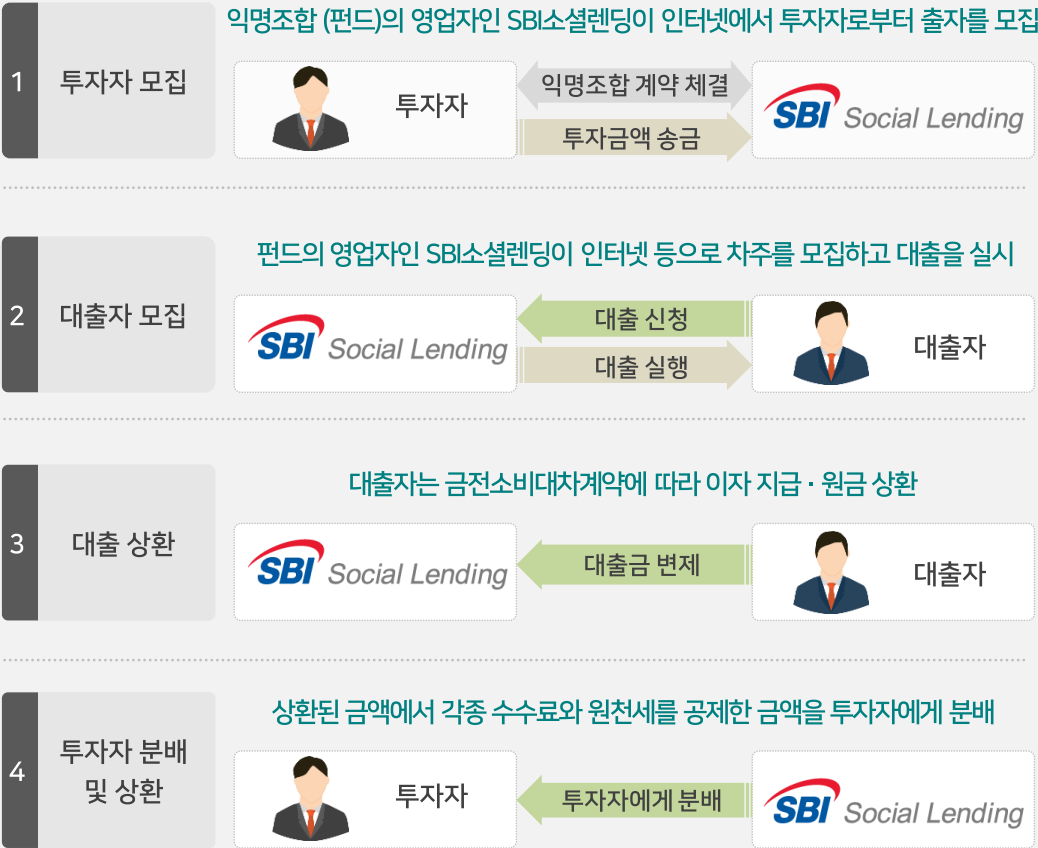 익명조합 (펀드)의 영업자인 SBI소셜렌딩이 인터넷에서 투자자로부터 출자를 모집
1
투자자 모집
투자자
익명조합 계약 체결
투자금액 송금
SBI Social Lending
펀드의 영업자인 SBI소셜렌딩이 인터넷 등으로 차주를 모집하고 대출을 실시
2
대출자 모집
SBI Social Lending
대출 신청
대출 실행
대출자
대출자는 금전소비대차계약에 따라 이자 지급 · 원금 상환
3
대출 상환
SBI Social Lending
대출금 변제
대출자
상환된 금액에서 각종 수수료와 원천세를 공제한 금액을 투자자에게 분배
4
투자자 분배
및 상환
투자자
투자자에게 분배
SBI Social Lending